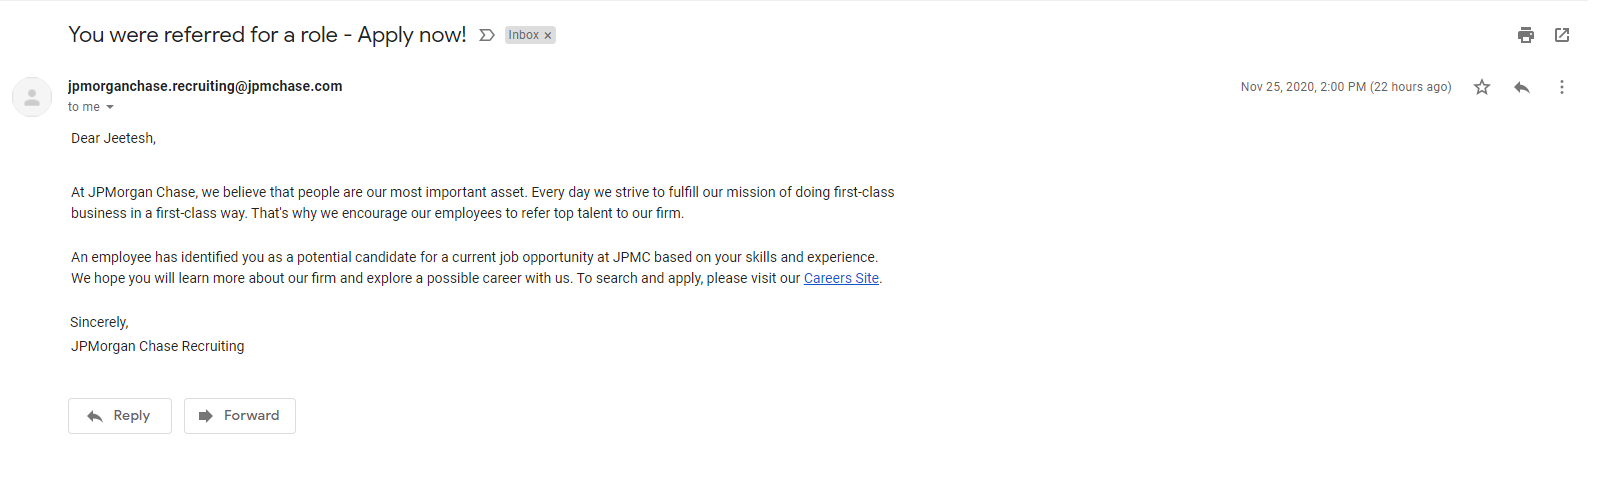 You were referred for a role - Apply now!
Inbox x
jpmorganchase.recruiting@jpmchase.com
Nov 25, 2020, 2:00 PM (22 hours ago)
to me
Dear Jeetesh,
At JPMorgan Chase, we believe that people are our most important asset. Every day we strive to fulfill our mission of doing first-class
business in a first-class way. That's why we encourage our employees to refer top talent to our firm.
An employee has identified you as a potential candidate for a current job opportunity at JPMC based on your skills and experience.
We hope you will learn more about our firm and explore a possible career with us. To search and apply, please visit our Careers Site.
Sincerely,
JPMorgan Chase Recruiting
Reply
Forward